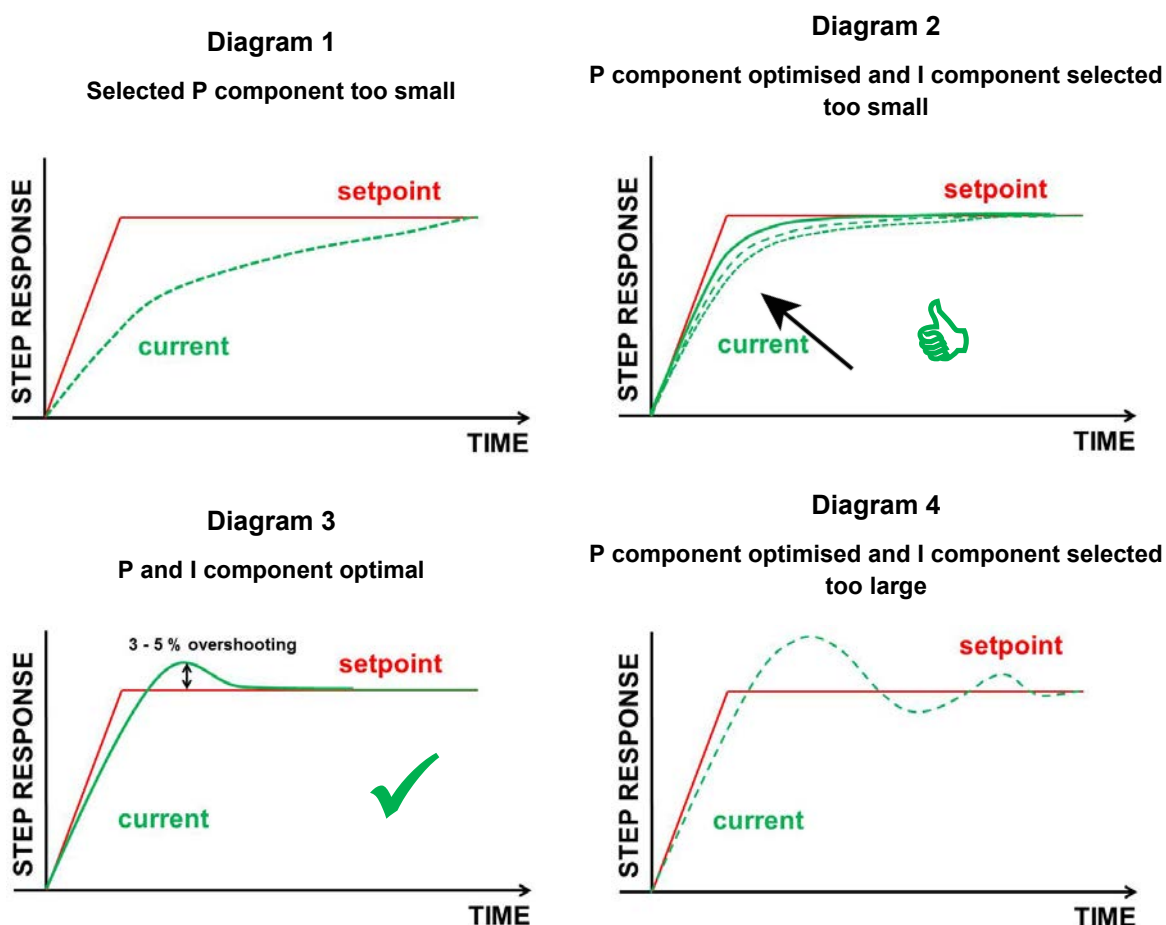 Diagram 1
Selected P component too small
STEP RESPONSE
setpoint
current
TIME
Diagram 2
P component optimised and I component selected
too small
STEP RESPONSE
setpoint
current
TIME
Diagram 3
P and I component optimal
STEP RESPONSE
3 - 5 % overshooting
setpoint
current
TIME
Diagram 4
P component optimised and I component selected
too large
STEP RESPONSE
setpoint
current
TIME